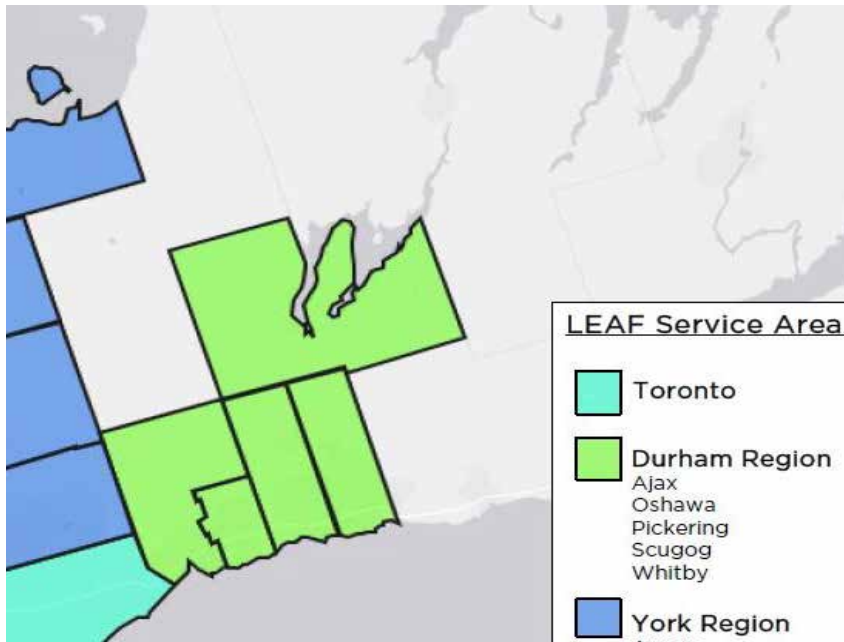 LEAF Service Area
Toronto
Durham Region
Ajax
Oshawa
Pickering
Scugog
Whitby
York Region